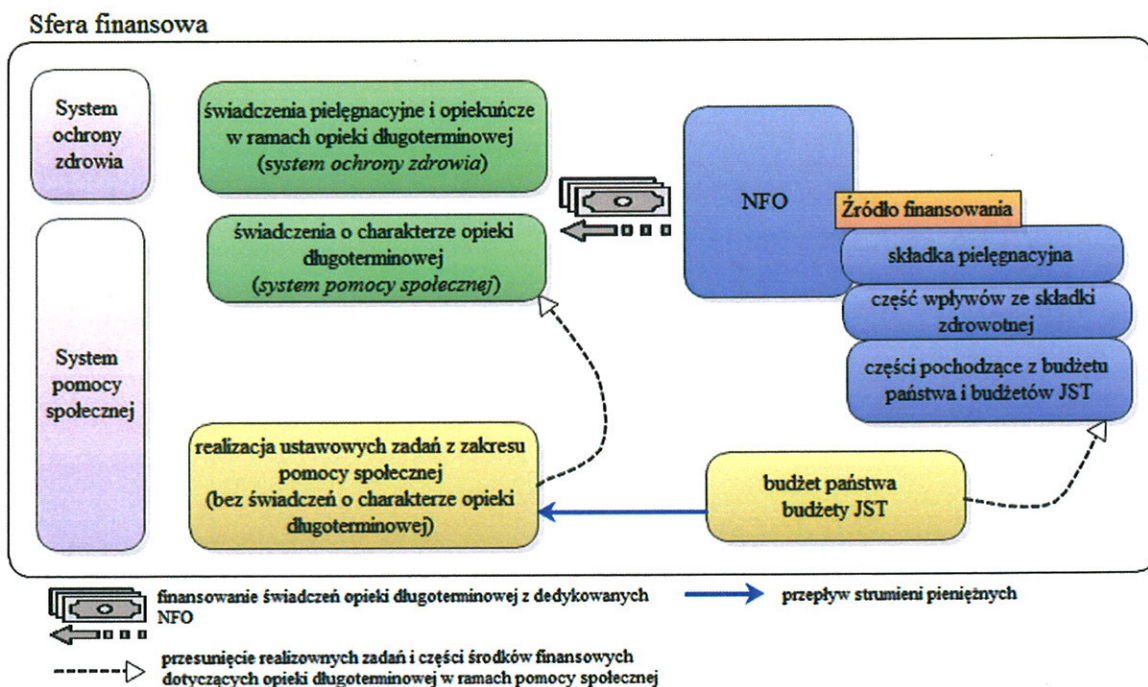 Sfera finansowa
System
ochrony
zdrowia
świadczenia pielęgnacyjne i opiekuńcze
w ramach opieki długoterminowej
(system ochrony zdrowia)
NFO
Źródło finansowania
świadczenia o charakterze opieki
długoterminowej
(system pomocy społecznej)
składka pielęgnacyjna
część wpływów ze składki
zdrowotnej
części pochodzące z budżetu
państwa i budżetów JST
System
pomocy
społecznej
realizacja ustawowych zadań z zakresu
pomocy społecznej
(bez świadczeń o charakterze opieki
długoterminowej)
budżet państwa
budżety JST
finansowanie świadczeń opieki długoterminowej z dedykowanych
NFO
przepływ strumieni pieniężnych
przesunięcie realizownych zadań i części środków finansowych
dotyczących opieki długoterminowej w ramach pomocy społecznej